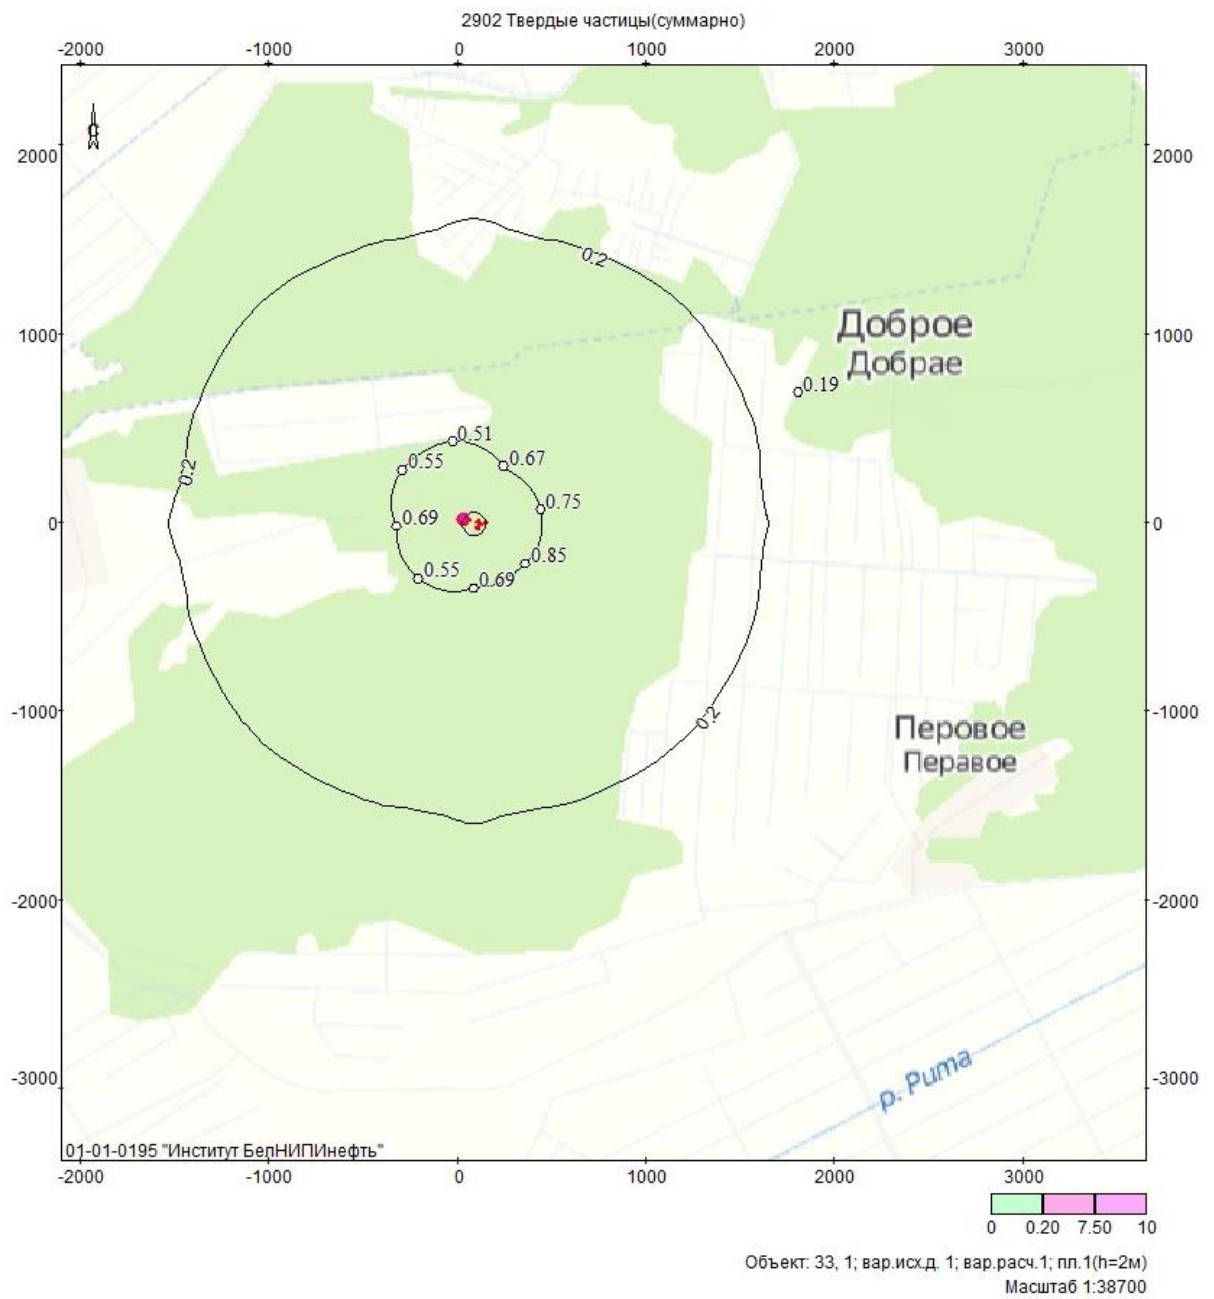 2902 Твердые частицы(суммарно)
-2000 -1000 0 1000 2000 3000
С
2000 2000
0.2
1000 Доброе 1000
Добрае
0.19
0.51
0.55 0.67
0.2
0.75
0 0.69 0
0.85
0.55 0.69
-1000 0.2 -1000
Перовое
Перавое
-2000 -2000
р. Рита
-3000 -3000
01-01-0195 "Институт БелНИПИнефть"
-2000 -1000 0 1000 2000 3000
0 0.20 7.50 10
Объект: 33, 1; вар.исх.д. 1; вар.расч.1; пл.1(h=2м)
Масштаб 1:38700